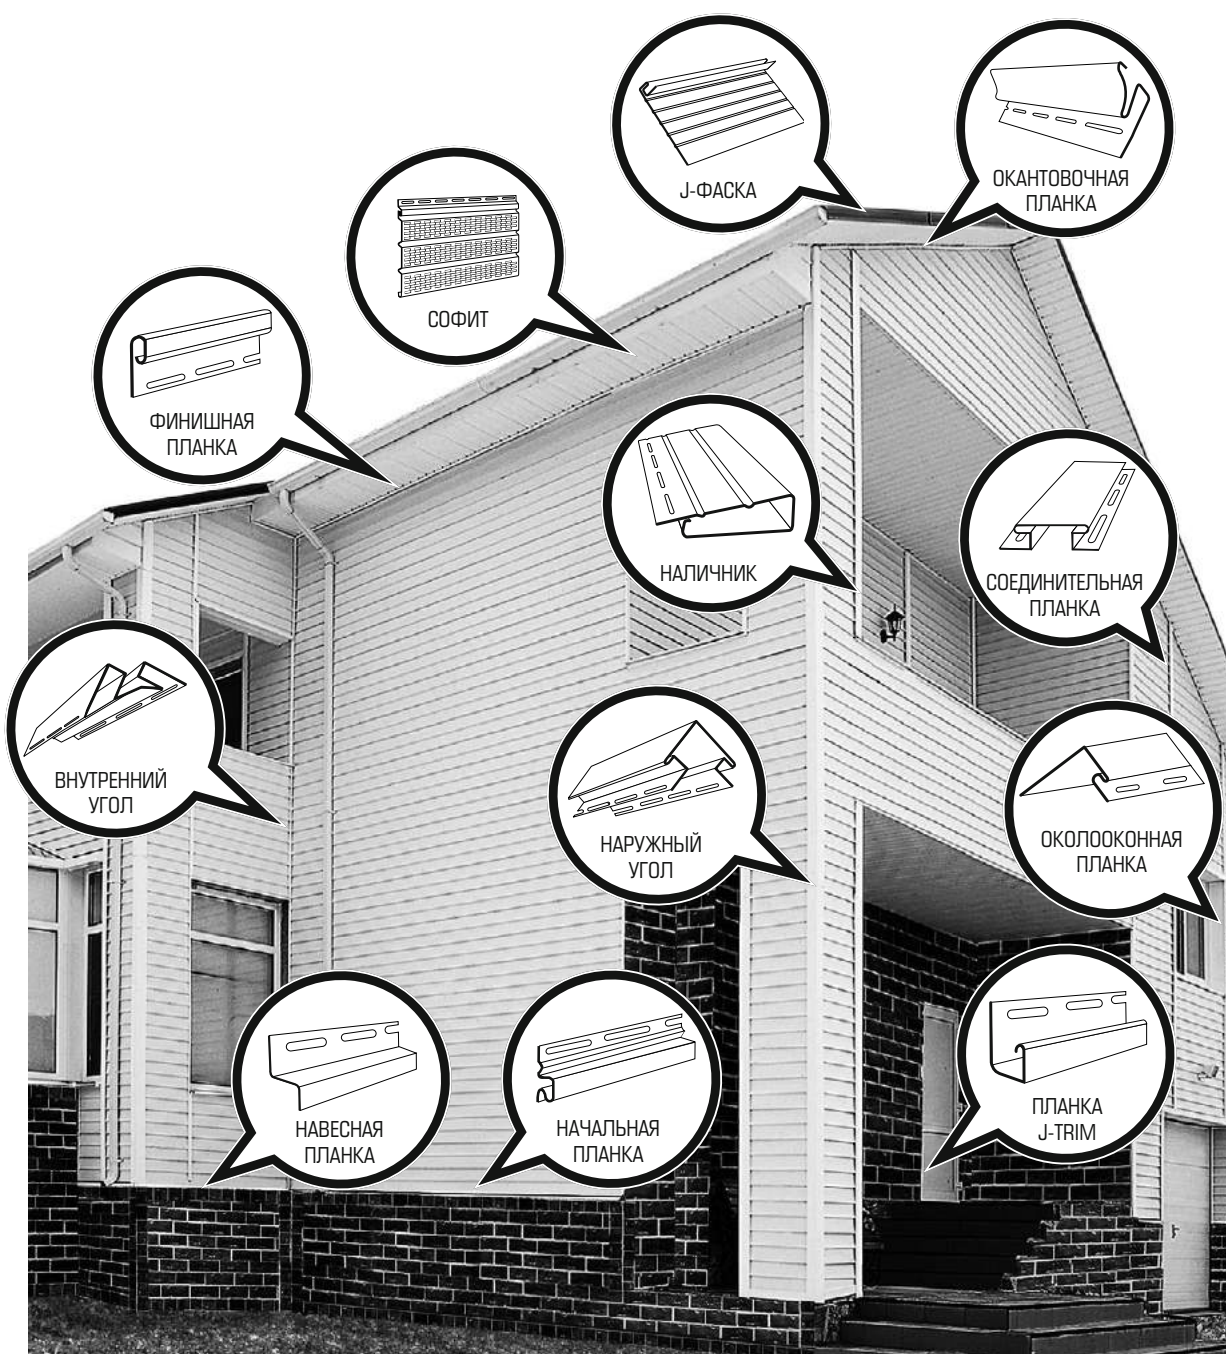 J-ФАСКА
ОКАНТОВОЧНАЯ
ПЛАНКА
СОФИТ
ФИНИШНАЯ
ПЛАНКА
НАЛИЧНИК
СОЕДИНИТЕЛЬНАЯ
ПЛАНКА
ВНУТРЕННИЙ
УГОЛ
НАРУЖНЫЙ
УГОЛ
ОКОЛООКОННАЯ
ПЛАНКА
НАВЕСНАЯ
ПЛАНКА
НАЧАЛЬНАЯ
ПЛАНКА
ПЛАНКА
J-TRIM